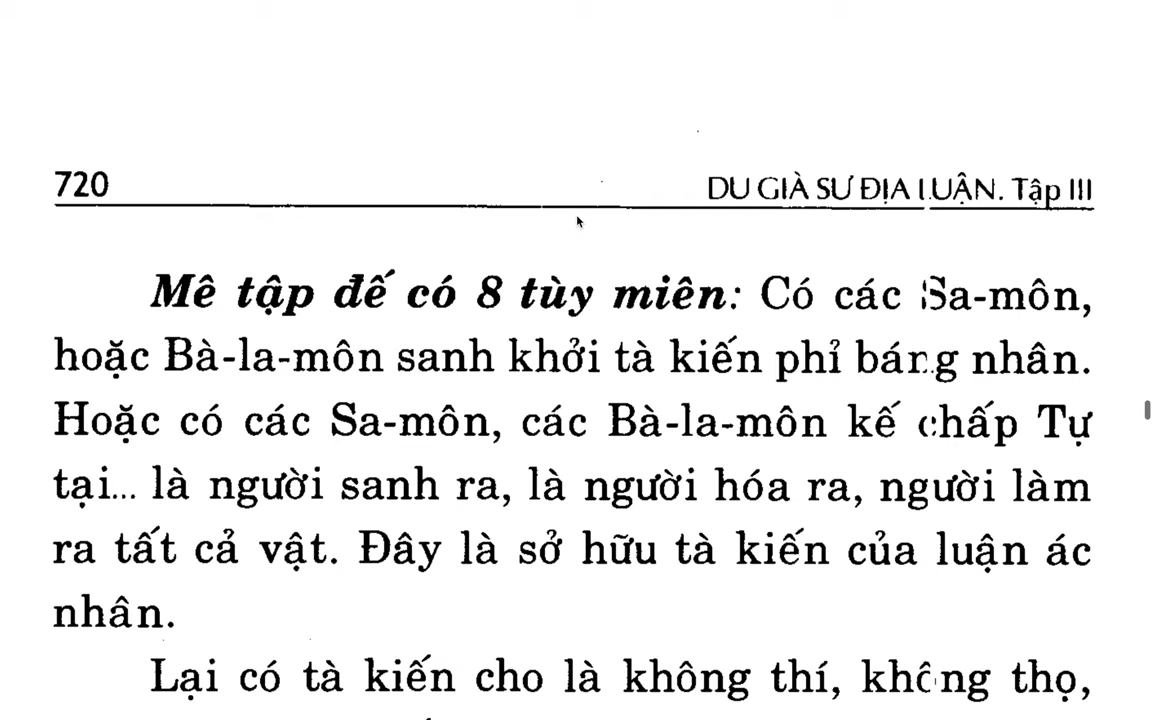 720
DU GIÀ SƯ ĐỊA LUẬN. Tập III
Mê tập đế có 8 tùy miên: Có các Sa-môn,
hoặc Bà-la-môn sanh khởi tà kiến phỉ báng nhân.
Hoặc có các Sa-môn, các Bà-la-môn kế chấp Tự
tại... là người sanh ra, là người hóa ra, người làm
ra tất cả vật. Đây là sở hữu tà kiến của luận ác
nhân.
Lại có tà kiến cho là không thí, không thọ,